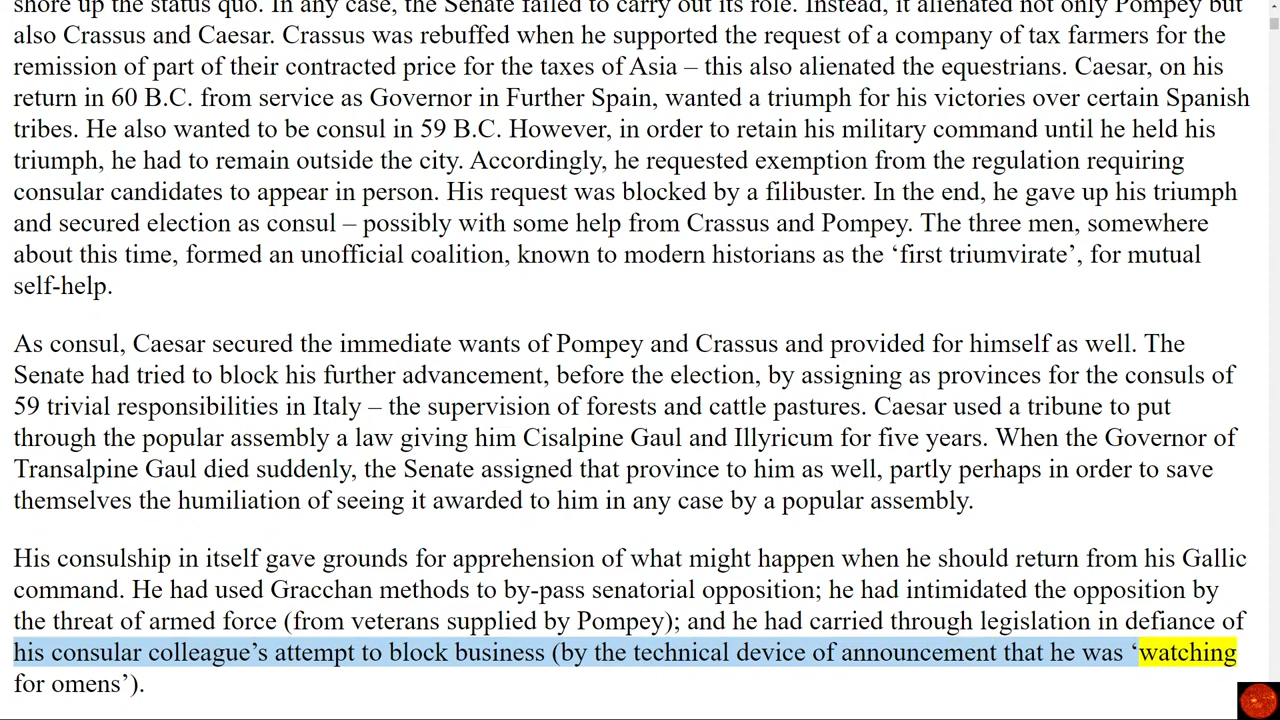 shore up the status quo. In any case, the Senate failed to carry out its role. Instead, it alienated not only Pompey but
also Crassus and Caesar. Crassus was rebuffed when he supported the request of a company of tax farmers for the
remission of part of their contracted price for the taxes of Asia – this also alienated the equestrians. Caesar, on his
return in 60 B.C. from service as Governor in Further Spain, wanted a triumph for his victories over certain Spanish
tribes. He also wanted to be consul in 59 B.C. However, in order to retain his military command until he held his
triumph, he had to remain outside the city. Accordingly, he requested exemption from the regulation requiring
consular candidates to appear in person. His request was blocked by a filibuster. In the end, he gave up his triumph
and secured election as consul – possibly with some help from Crassus and Pompey. The three men, somewhere
about this time, formed an unofficial coalition, known to modern historians as the ‘first triumvirate’, for mutual
self-help.
As consul, Caesar secured the immediate wants of Pompey and Crassus and provided for himself as well. The
Senate had tried to block his further advancement, before the election, by assigning as provinces for the consuls of
59 trivial responsibilities in Italy – the supervision of forests and cattle pastures. Caesar used a tribune to put
through the popular assembly a law giving him Cisalpine Gaul and Illyricum for five years. When the Governor of
Transalpine Gaul died suddenly, the Senate assigned that province to him as well, partly perhaps in order to save
themselves the humiliation of seeing it awarded to him in any case by a popular assembly.
His consulship in itself gave grounds for apprehension of what might happen when he should return from his Gallic
command. He had used Gracchan methods to by-pass senatorial opposition; he had intimidated the opposition by
the threat of armed force (from veterans supplied by Pompey); and he had carried through legislation in defiance of
his consular colleague’s attempt to block business (by the technical device of announcement that he was ‘watching
for omens’).